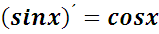 (sinx)´ = cosx